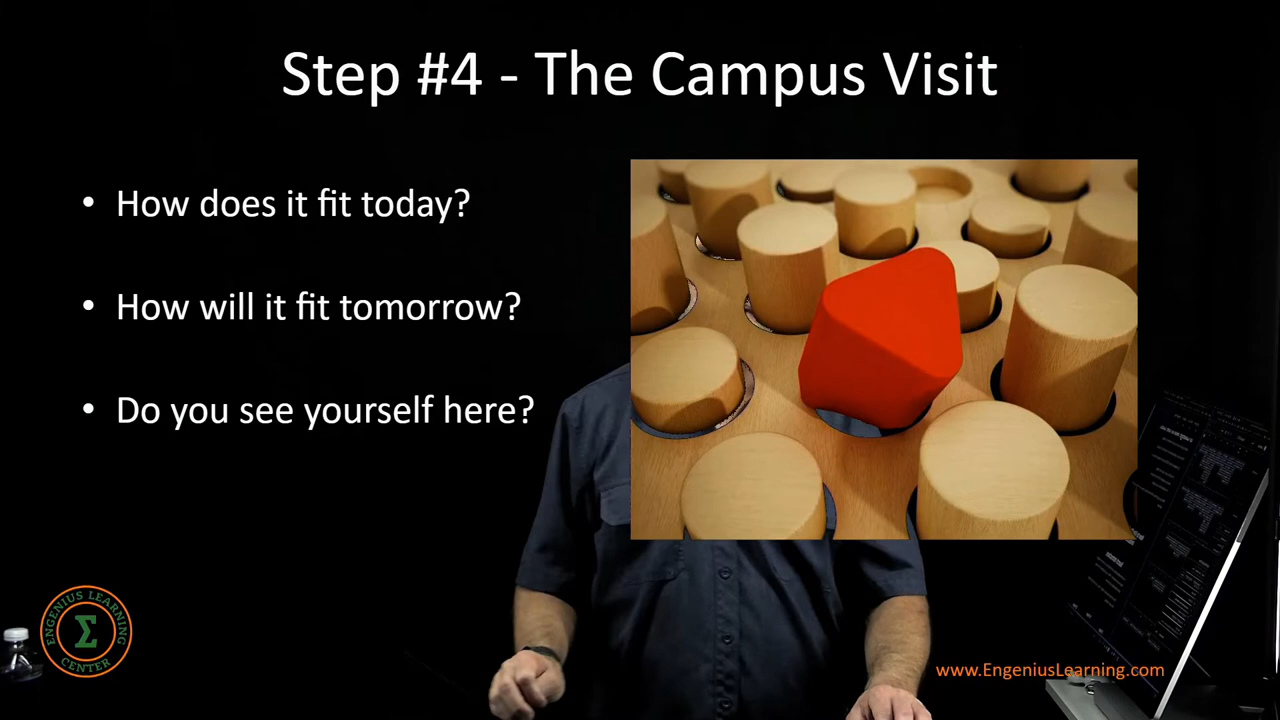 Step #4 - The Campus Visit
• How does it fit today?
• How will it fit tomorrow?
• Do you see yourself here?
ENGENIUS LEARNING
Σ
CENTER
www.EngeniusLearning.com